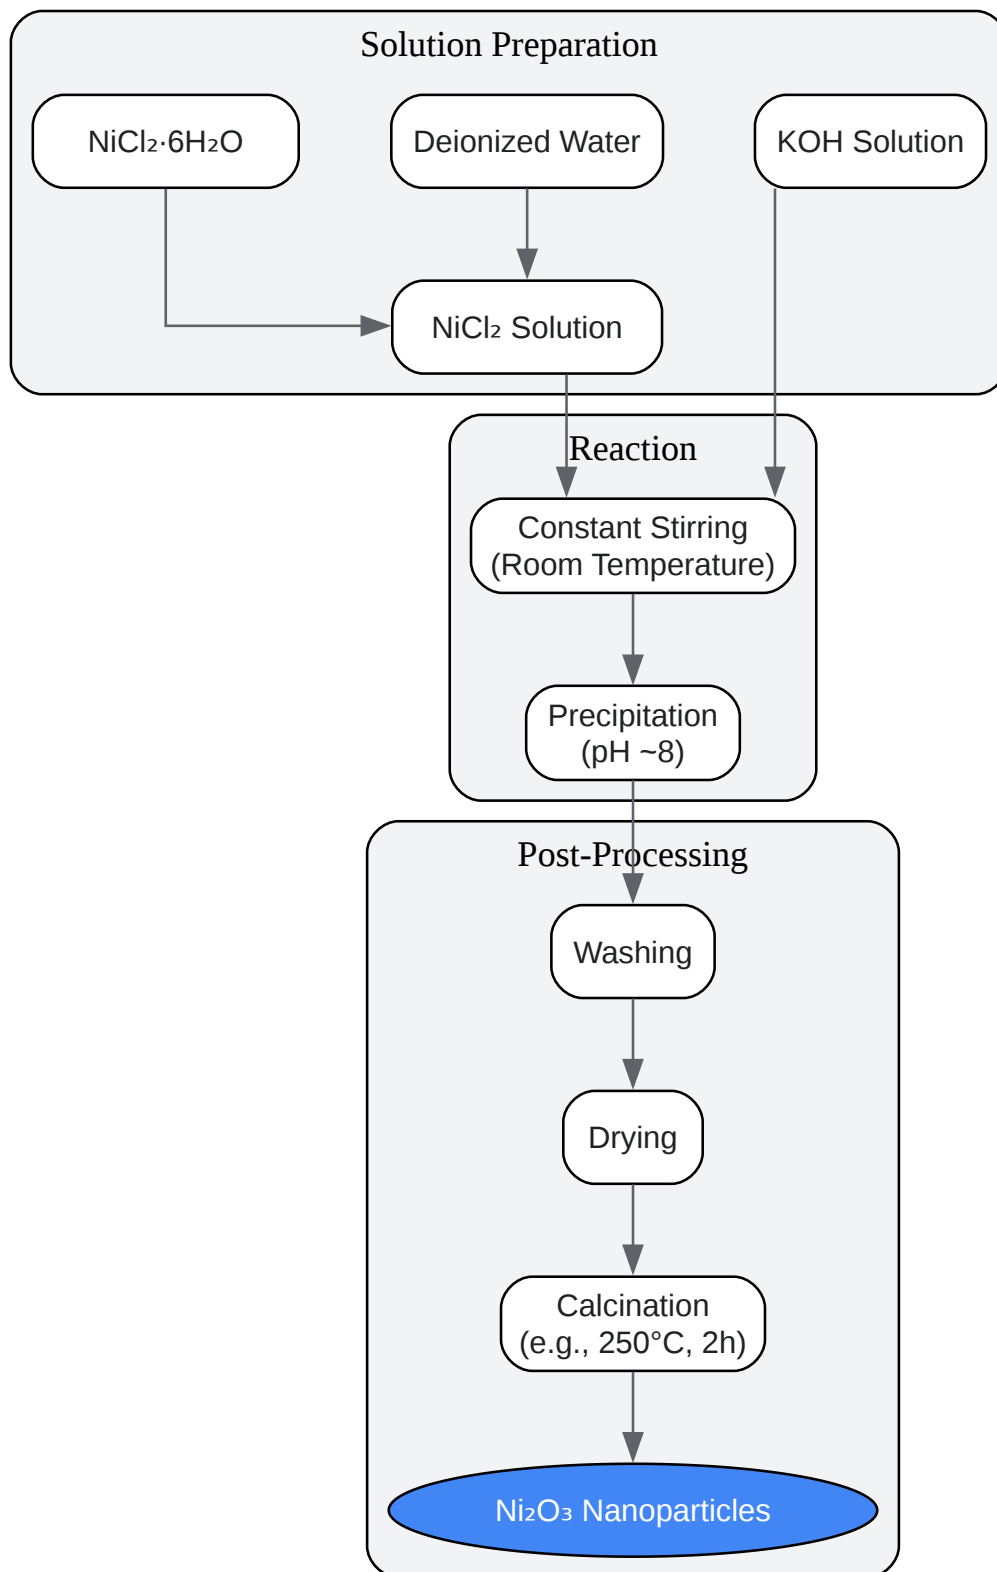 Solution Preparation
NiCl₂·6H₂O
Deionized Water
KOH Solution
NiCl₂ Solution
Reaction
Constant Stirring
(Room Temperature)
Precipitation
(pH ~8)
Post-Processing
Washing
Drying
Calcination
(e.g., 250°C, 2h)
Ni₂O₃ Nanoparticles